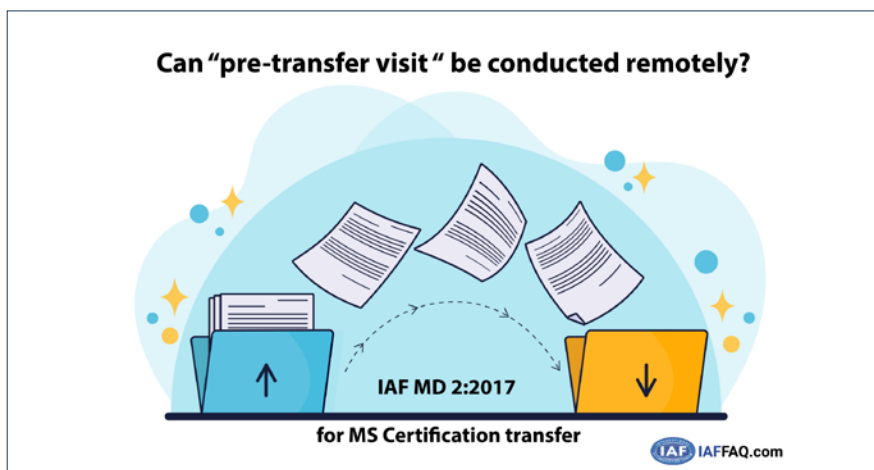 Can “pre-transfer visit “ be conducted remotely?
IAF MD 2:2017
for MS Certification transfer
IAF IAFFAQ.com